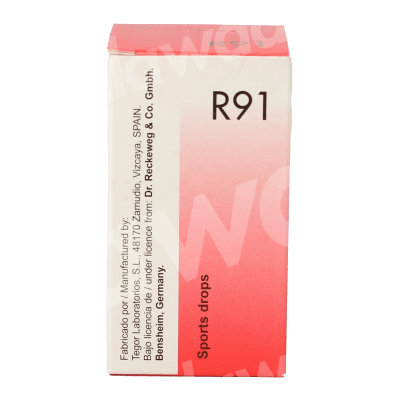 R91
R91
Sports drops
Fabricado por / Manufactured by:
Tegor Laboratorios, S.L., 48170 Zamudio, Vizcaya, SPAIN.
Bajo licencia de / under licence from: Dr. Reckeweg & Co. Gmbh.
Bensheim, Germany.